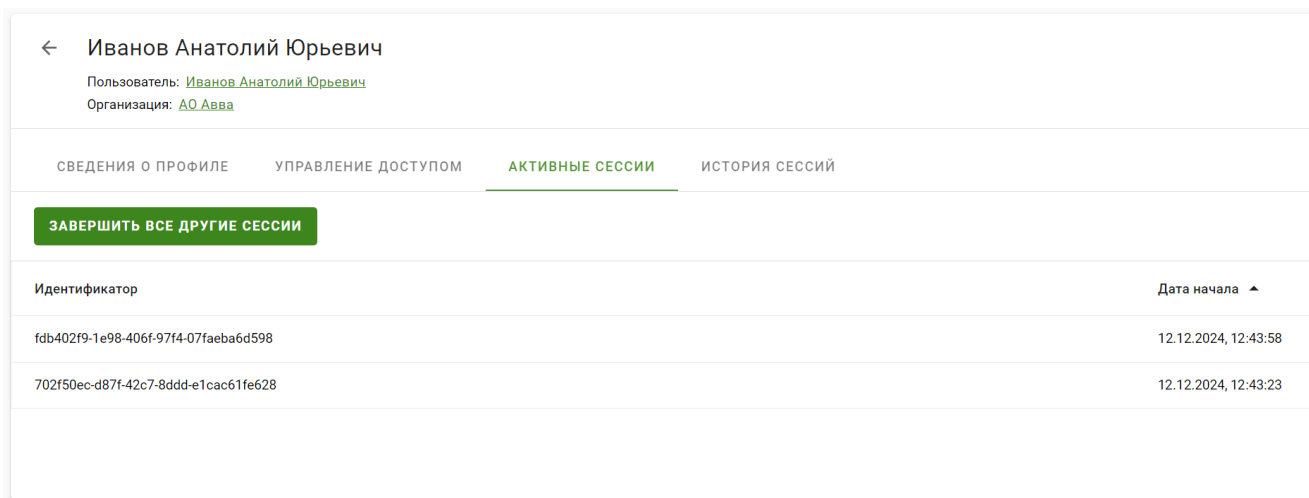 Иванов Анатолий Юрьевич
Пользователь: Иванов Анатолий Юрьевич
Организация: АО Авва
СВЕДЕНИЯ О ПРОФИЛЕ УПРАВЛЕНИЕ ДОСТУПОМ АКТИВНЫЕ СЕССИИ ИСТОРИЯ СЕССИЙ
ЗАВЕРШИТЬ ВСЕ ДРУГИЕ СЕССИИ
Идентификатор Дата начала
fdb402f9-1e98-406f-97f4-07faeba6d598 12.12.2024, 12:43:58
702f50ec-d87f-42c7-8ddd-e1cac61fe628 12.12.2024, 12:43:23